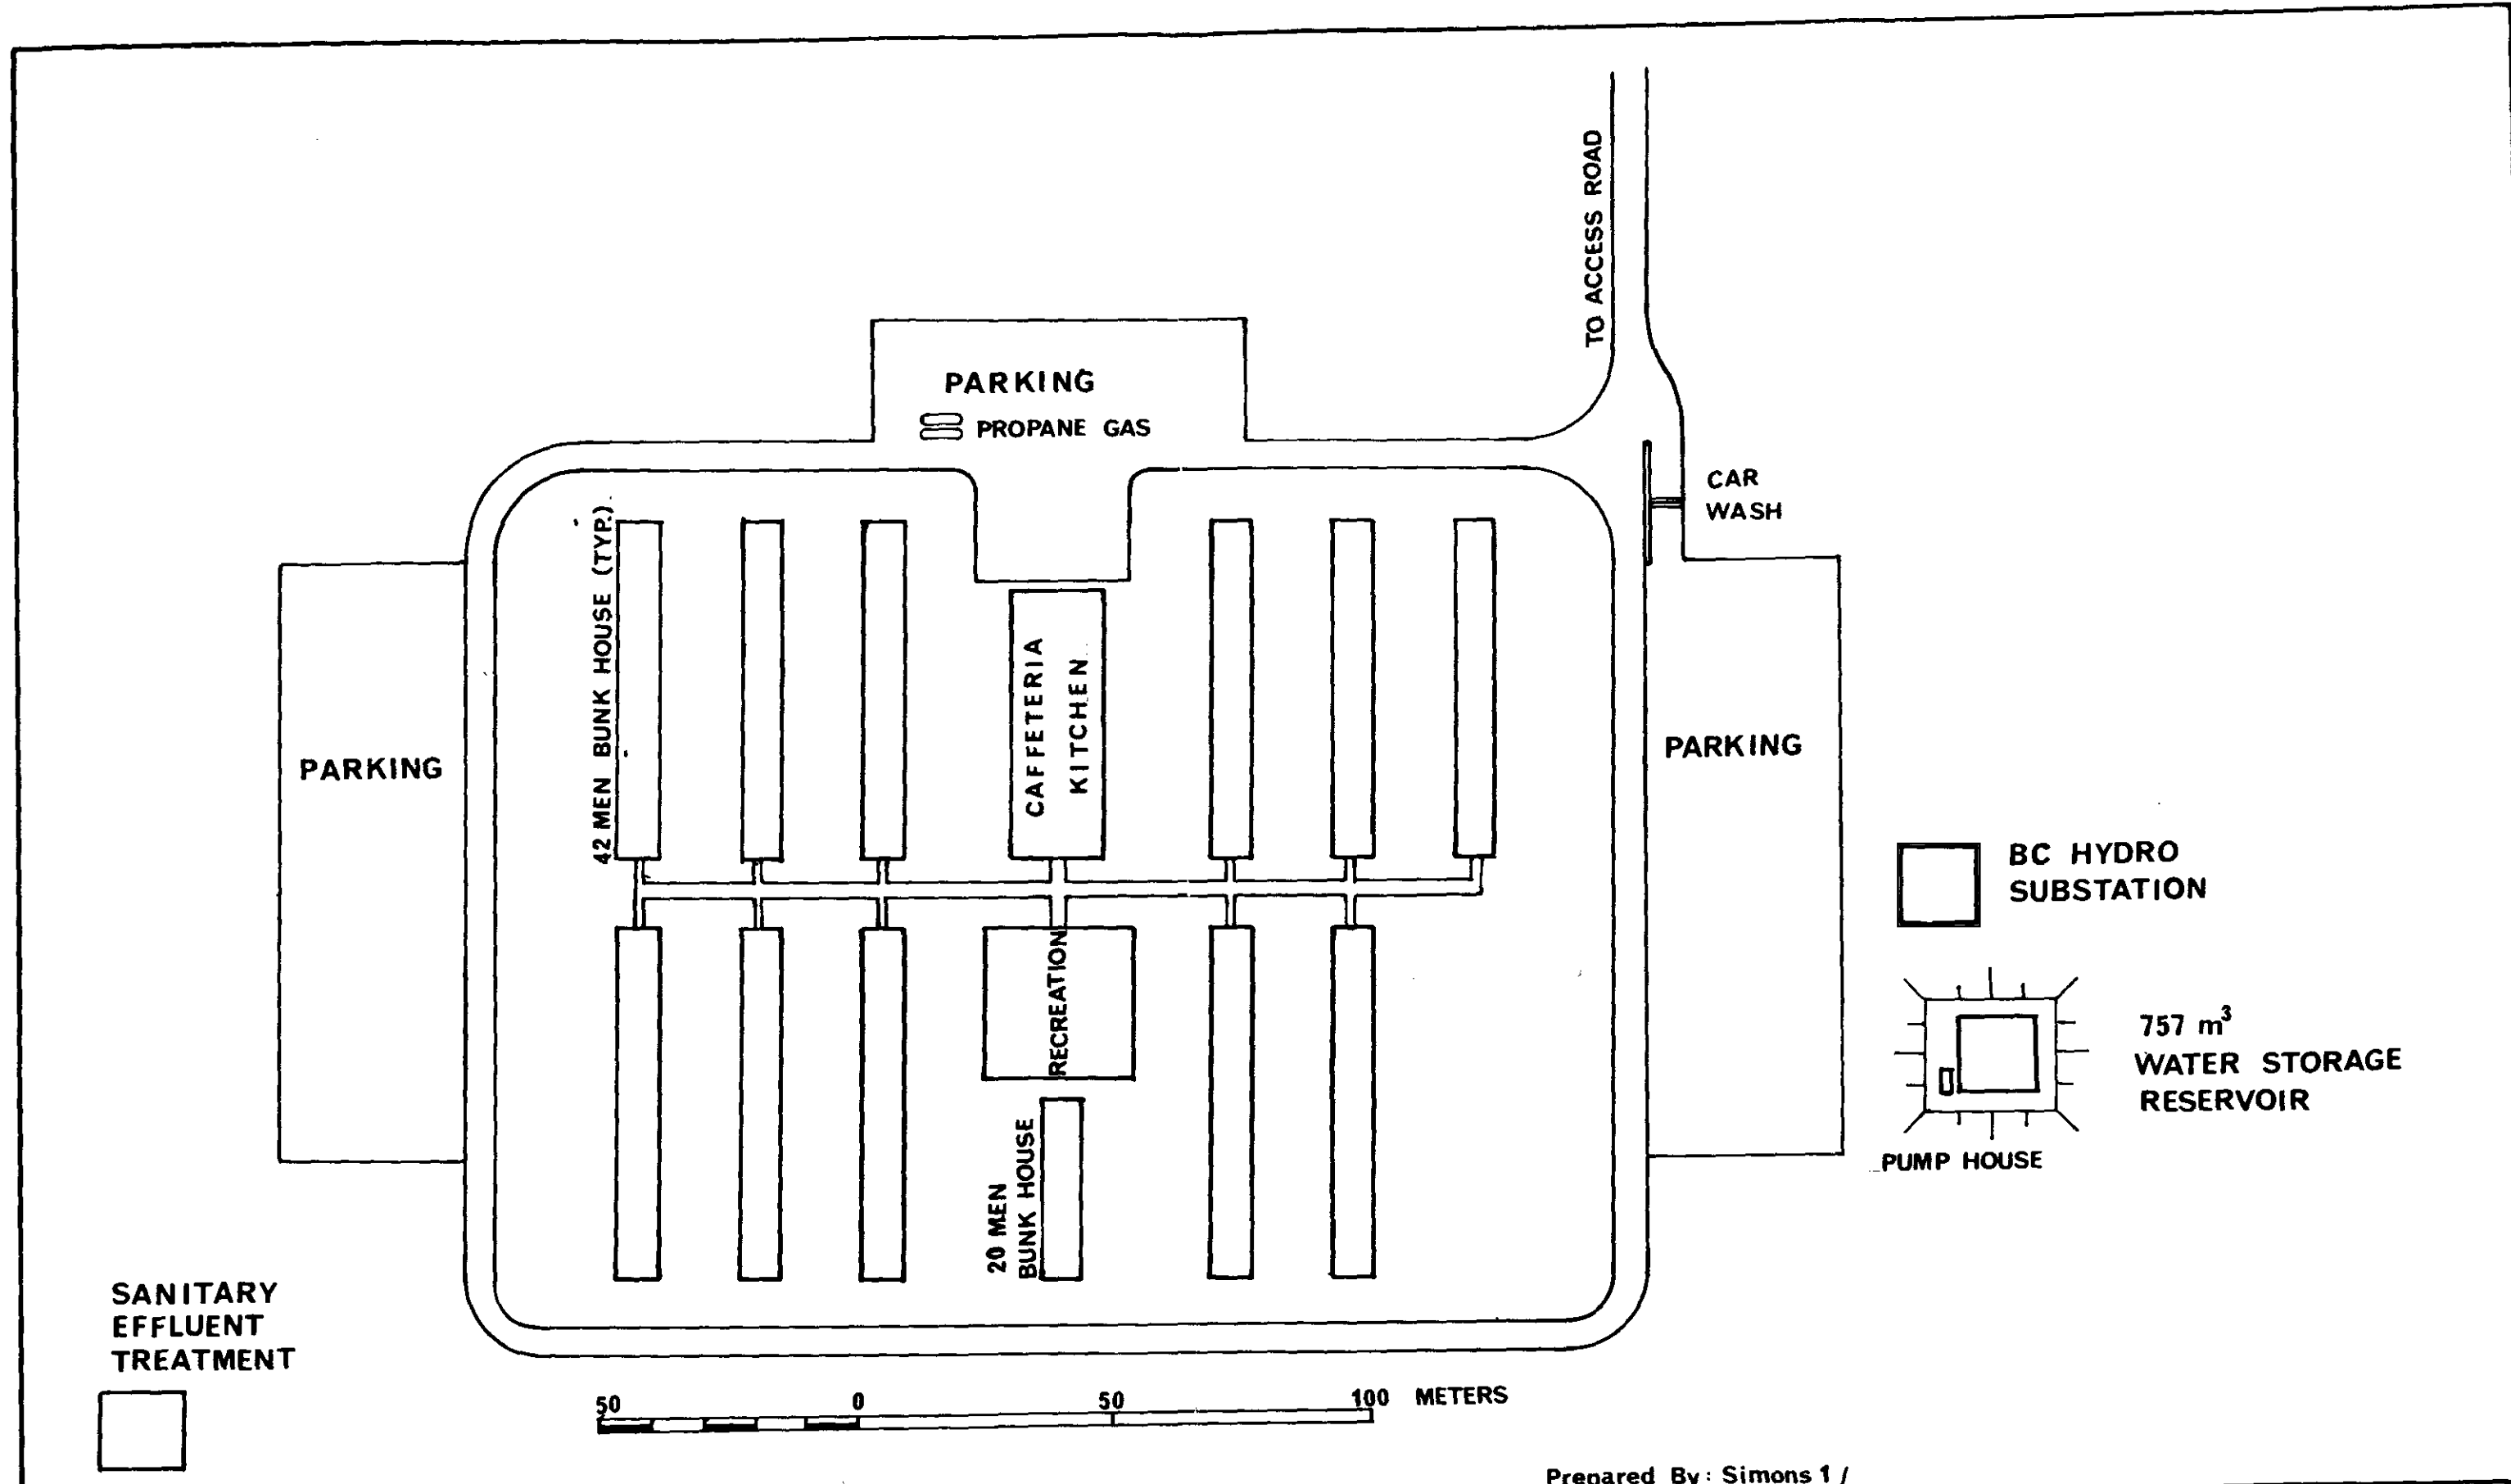 TO ACCESS ROAD
PARKING
PROPANE GAS
CAR
WASH
42 MEN BUNK HOUSE (TYP.)
CAFFETERIA
KITCHEN
PARKING
PARKING
BC HYDRO
SUBSTATION
RECREATION
757 m³
WATER STORAGE
RESERVOIR
PUMP HOUSE
20 MEN
BUNK HOUSE
SANITARY
EFFLUENT
TREATMENT
50 0 50 100 METERS
Prepared By: Simons 1 /